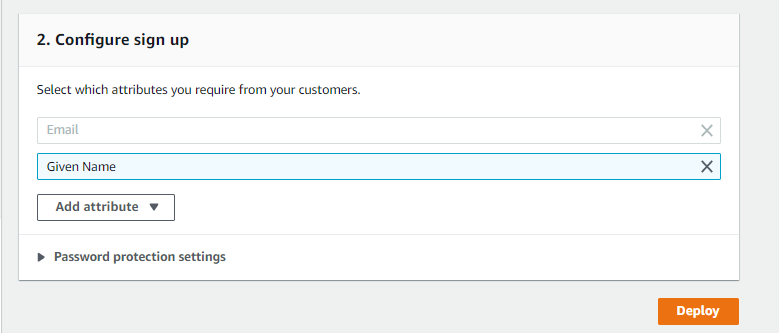 2. Configure sign up
Select which attributes you require from your customers.
Email
Given Name
Add attribute
Password protection settings
Deploy